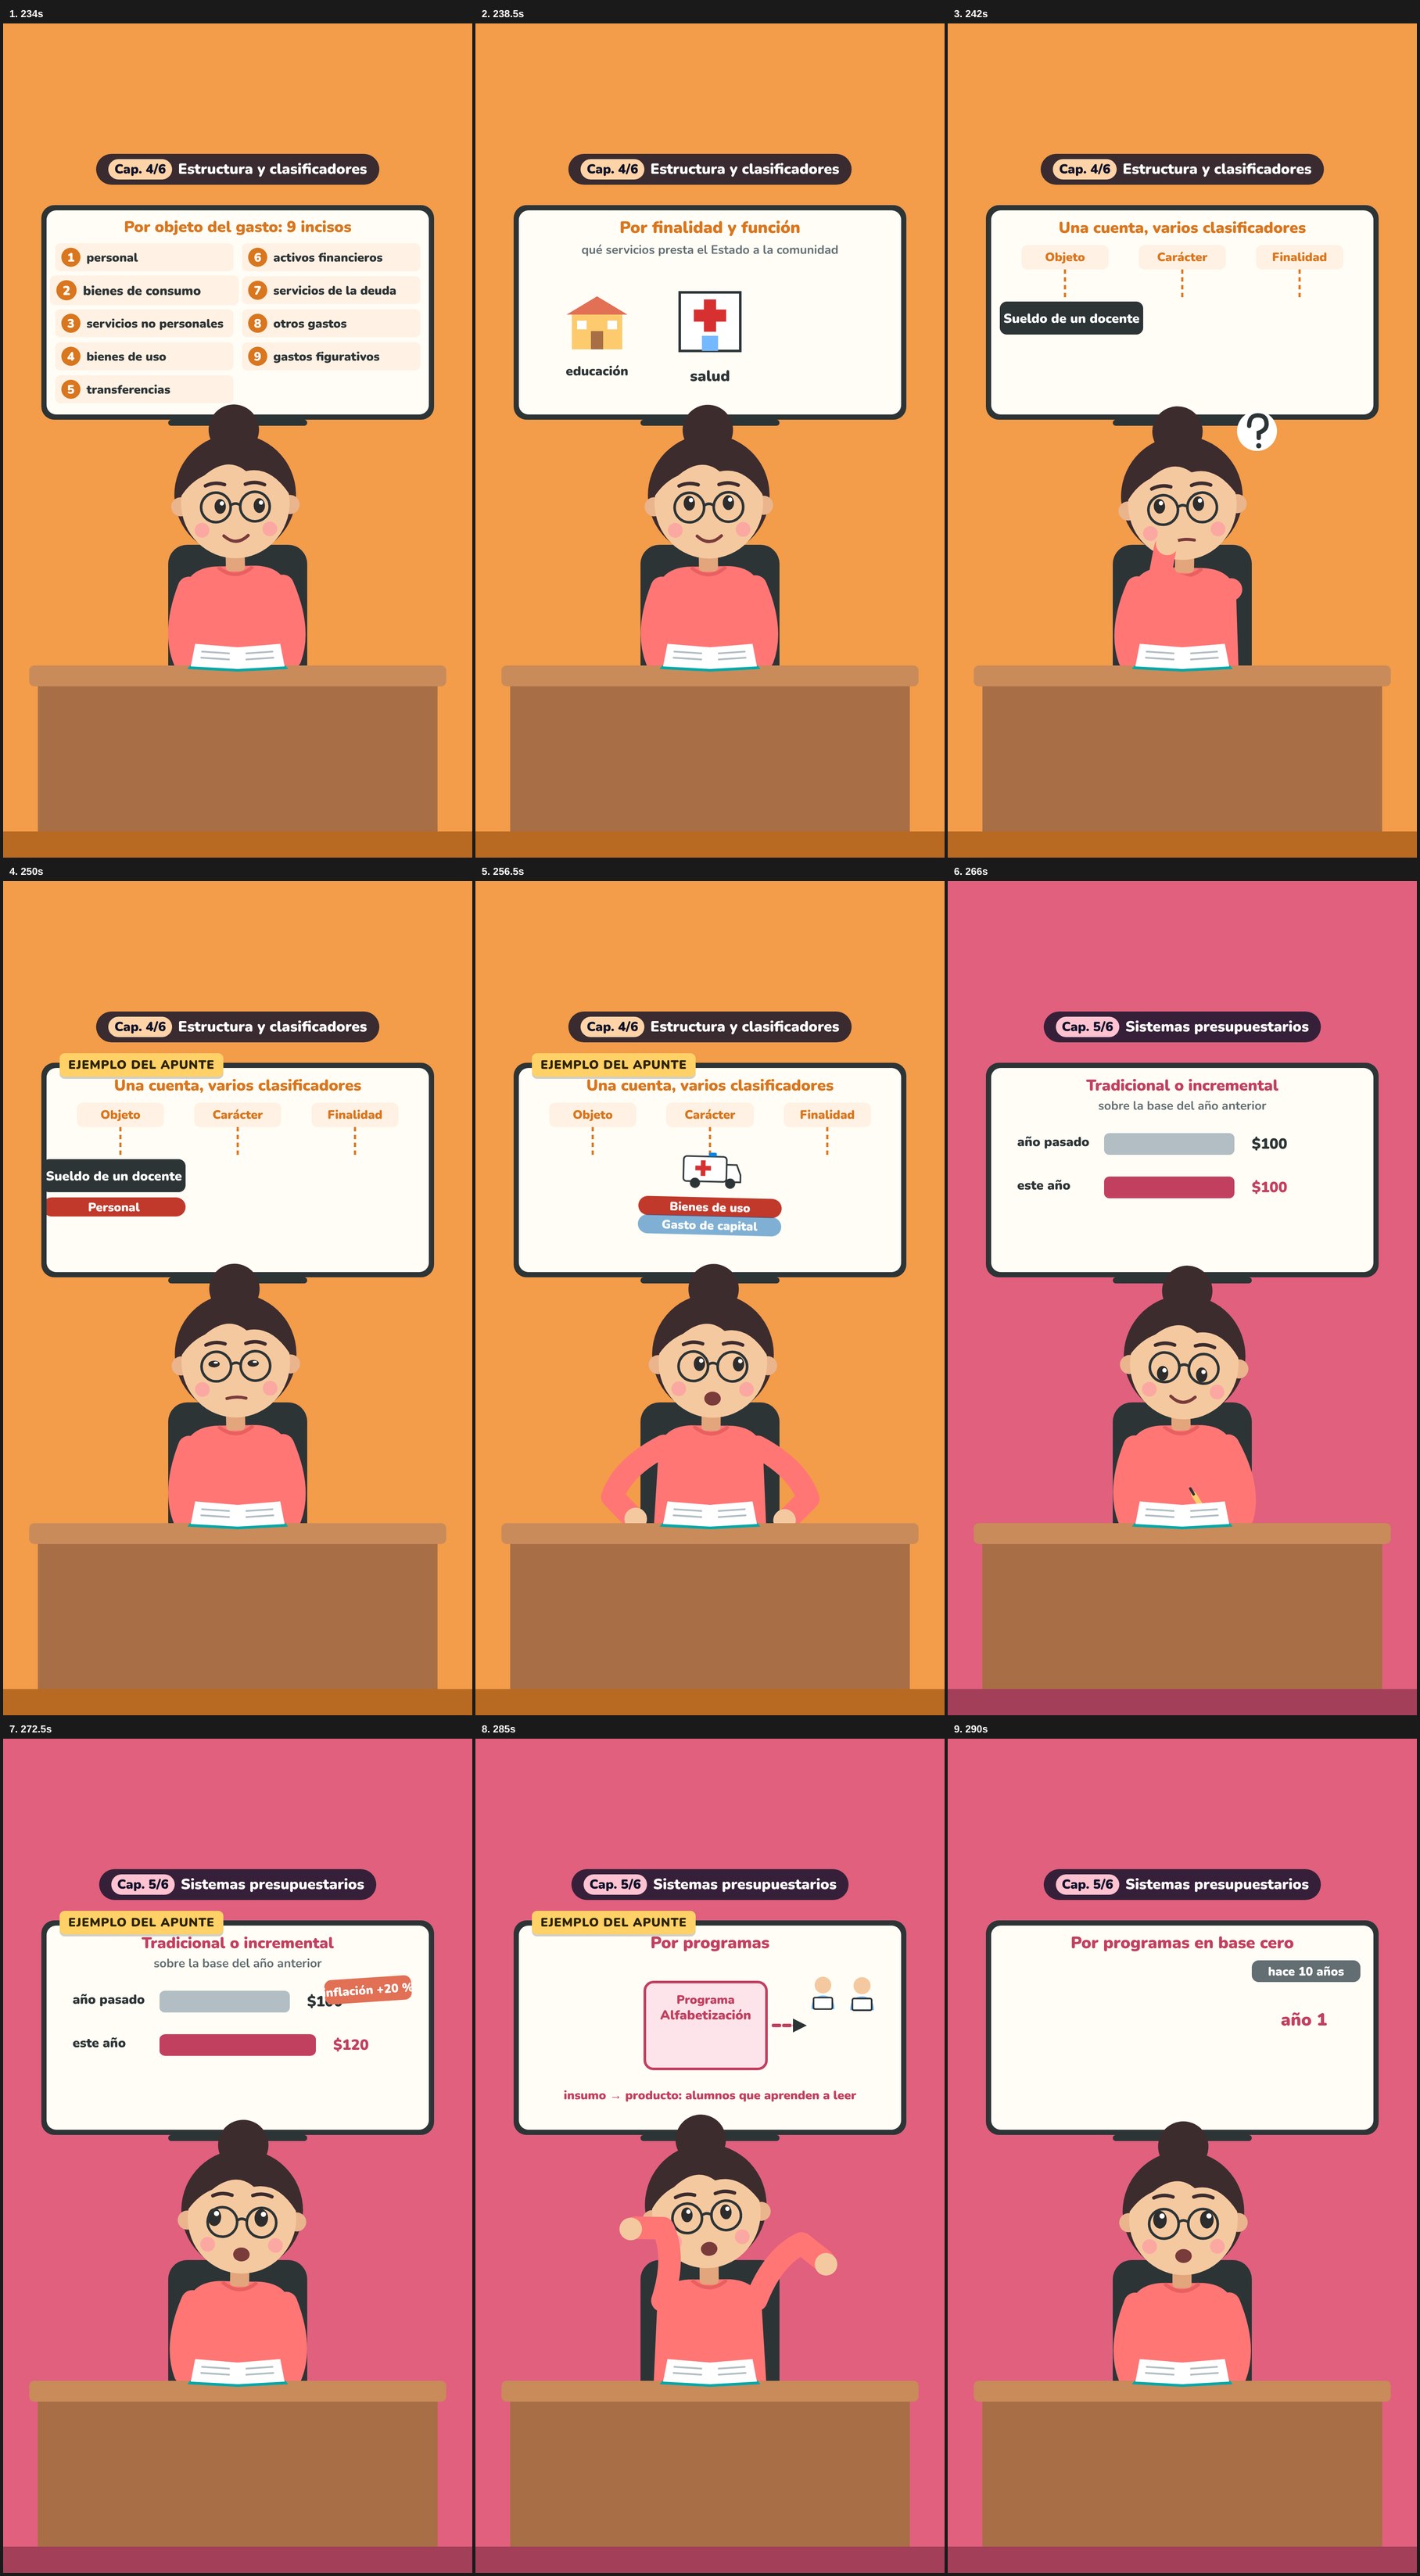 1. 234s
Cap. 4/6 Estructura y clasificadores
Por objeto del gasto: 9 incisos
1 personal
2 bienes de consumo
3 servicios no personales
4 bienes de uso
5 transferencias
6 activos financieros
7 servicios de la deuda
8 otros gastos
9 gastos figurativos
2. 238.5s
Cap. 4/6 Estructura y clasificadores
Por finalidad y función
qué servicios presta el Estado a la comunidad
educación
salud
3. 242s
Cap. 4/6 Estructura y clasificadores
Una cuenta, varios clasificadores
Objeto Carácter Finalidad
Sueldo de un docente
?
4. 250s
Cap. 4/6 Estructura y clasificadores
EJEMPLO DEL APUNTE
Una cuenta, varios clasificadores
Objeto Carácter Finalidad
Sueldo de un docente
Personal
5. 256.5s
Cap. 4/6 Estructura y clasificadores
EJEMPLO DEL APUNTE
Una cuenta, varios clasificadores
Objeto Carácter Finalidad
Bienes de uso
Gasto de capital
6. 266s
Cap. 5/6 Sistemas presupuestarios
Tradicional o incremental
sobre la base del año anterior
año pasado $100
este año $100
7. 272.5s
Cap. 5/6 Sistemas presupuestarios
EJEMPLO DEL APUNTE
Tradicional o incremental
sobre la base del año anterior
nflación +20 %
año pasado $100
este año $120
8. 285s
Cap. 5/6 Sistemas presupuestarios
EJEMPLO DEL APUNTE
Por programas
Programa
Alfabetización
insumo → producto: alumnos que aprenden a leer
9. 290s
Cap. 5/6 Sistemas presupuestarios
Por programas en base cero
hace 10 años
año 1